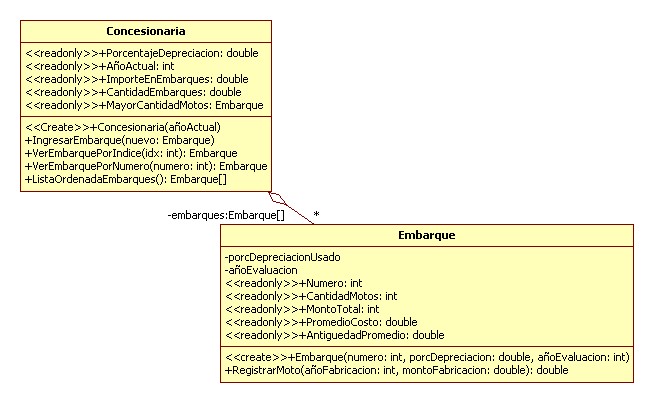 Concesionaria
<<readonly>>+PorcentajeDepreciacion: double
<<readonly>>+AñoActual: int
<<readonly>>+ImporteEnEmbarques: double
<<readonly>>+CantidadEmbarques: double
<<readonly>>+MayorCantidadMotos: Embarque
<<Create>>+Concesionaria(añoActual)
+IngresarEmbarque(nuevo: Embarque)
+VerEmbarquePorIndice(idx: int): Embarque
+VerEmbarquePorNumero(numero: int): Embarque
+ListaOrdenadaEmbarques(): Embarque[]
-embarques:Embarque[] *
Embarque
-porcDepreciacionUsado
-añoEvaluacion
<<readonly>>+Numero: int
<<readonly>>+CantidadMotos: int
<<readonly>>+MontoTotal: int
<<readonly>>+PromedioCosto: double
<<readonly>>+AntiguedadPromedio: double
<<create>>+Embarque(numero: int, porcDepreciacion: double, añoEvaluacion: int)
+RegistrarMoto(añoFabricacion: int, montoFabricacion: double): double